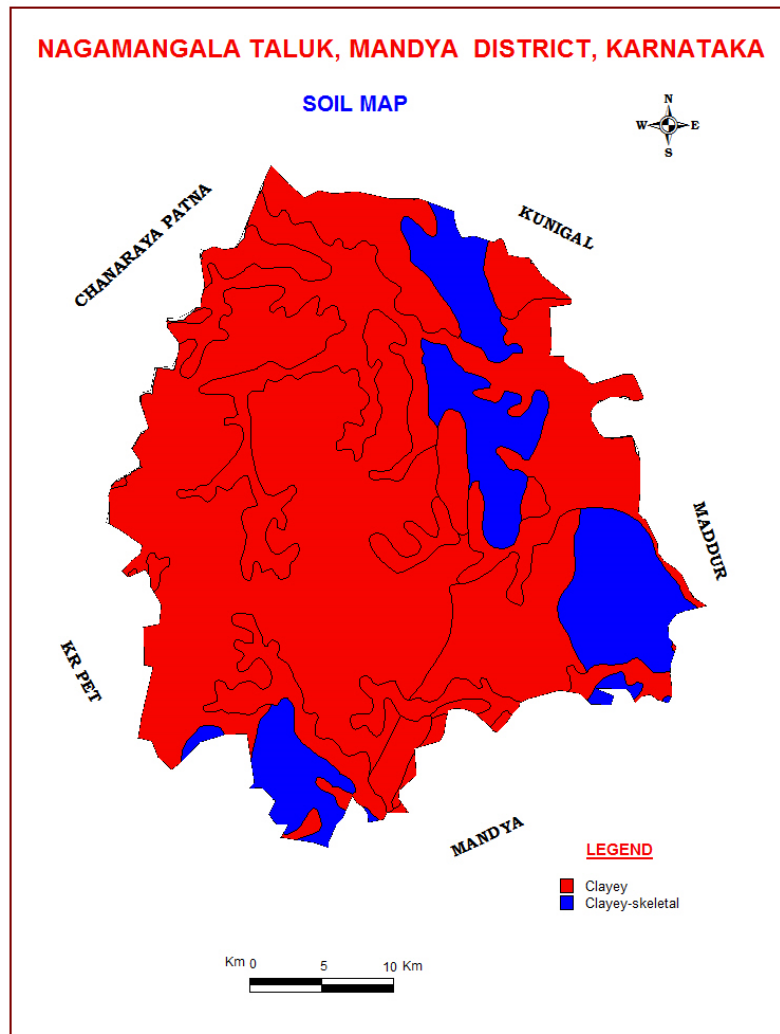 NAGAMANGALA TALUK, MANDYA DISTRICT, KARNATAKA
SOIL MAP
N
W E
S
CHANARAYA PATNA
KUNIGAL
MADDUR
KR PET
MANDYA
LEGEND
Clayey
Clayey-skeletal
Km 0 5 10 Km